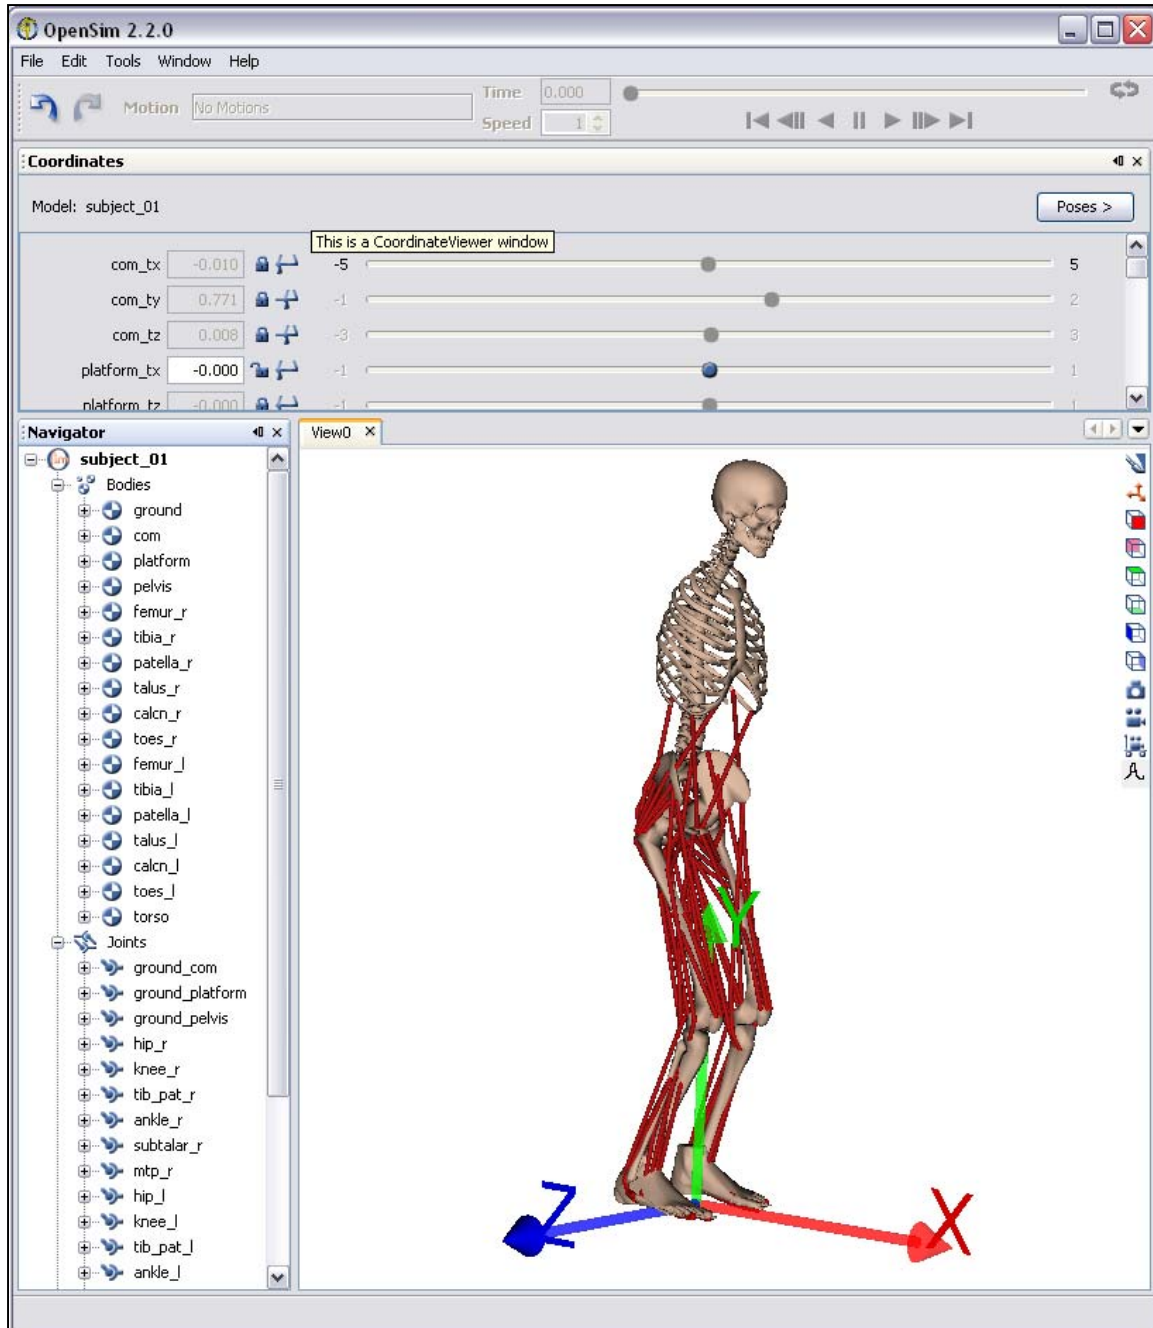 OpenSim 2.2.0
File Edit Tools Window Help
Motion No Motions Time 0.000
Speed 1
Coordinates
Model: subject_01 Poses >
This is a CoordinateViewer window
com_tx -0.010 -5 5
com_ty 0.771 -1 2
com_tz 0.008 -3 3
platform_tx -0.000 -1 1
platform_tz -0.000 -1 1
Navigator
View0
subject_01
Bodies
ground
com
platform
pelvis
femur_r
tibia_r
patella_r
talus_r
calcn_r
toes_r
femur_l
tibia_l
patella_l
talus_l
calcn_l
toes_l
torso
Joints
ground_com
ground_platform
ground_pelvis
hip_r
knee_r
tib_pat_r
ankle_r
subtalar_r
mtp_r
hip_l
knee_l
tib_pat_l
ankle_l
Y
Z
X